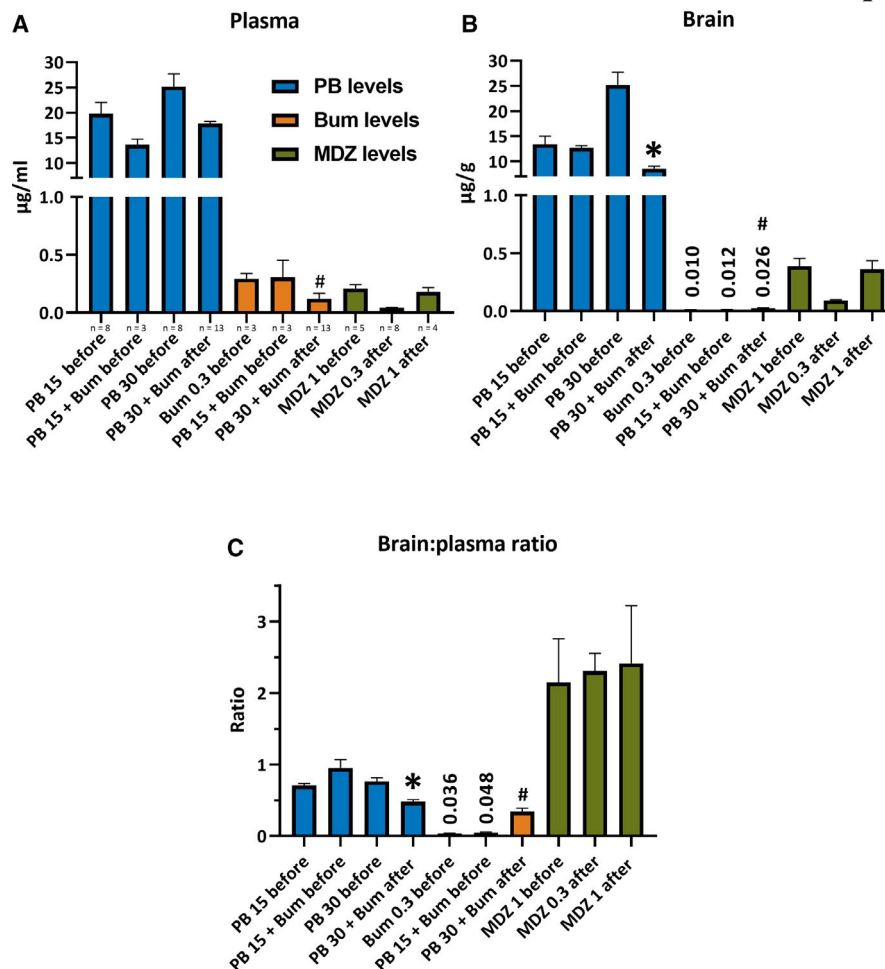 A
Plasma
PB levels
Bum levels
MDZ levels
µg/ml
30
25
20
15
10
1.0
0.5
0.0
#
n = 8
n = 3
n = 8
n = 13
n = 3
n = 3
n = 13
n = 5
n = 8
n = 4
PB 15 before
PB 15 + Bum before
PB 30 before
PB 30 + Bum after
Bum 0.3 before
PB 15 + Bum before
PB 30 + Bum after
MDZ 1 before
MDZ 0.3 after
MDZ 1 after
B
Brain
µg/g
30
25
20
15
10
1.0
0.5
0.0
*
0.010
0.012
#
0.026
PB 15 before
PB 15 + Bum before
PB 30 before
PB 30 + Bum after
Bum 0.3 before
PB 15 + Bum before
PB 30 + Bum after
MDZ 1 before
MDZ 0.3 after
MDZ 1 after
C
Brain:plasma ratio
Ratio
3
2
1
0
*
0.036
0.048
#
PB 15 before
PB 15 + Bum before
PB 30 before
PB 30 + Bum after
Bum 0.3 before
PB 15 + Bum before
PB 30 + Bum after
MDZ 1 before
MDZ 0.3 after
MDZ 1 after